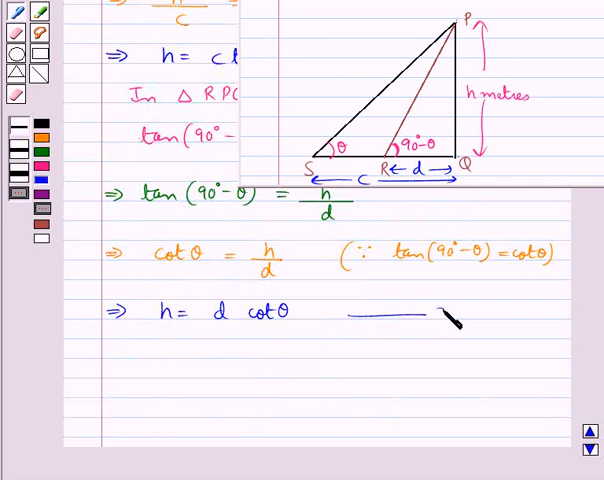 ⇒ h/c =
⇒ h = c t
In Δ RPQ
tan(90° −
⇒ tan(90° − θ) = h/d
⇒ cot θ = h/d (∵ tan(90° − θ) = cot θ)
⇒ h = d cot θ
P
h metres
θ
90°-θ
S
R
d
Q
c